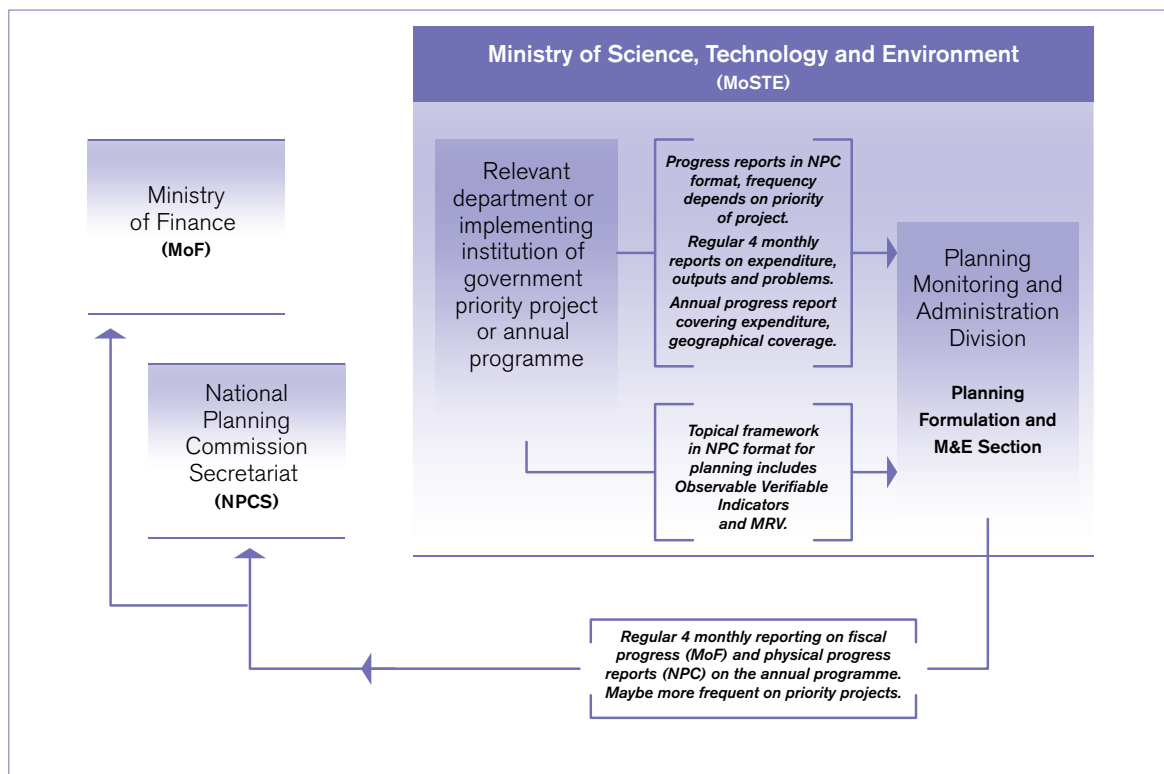 Ministry of Science, Technology and Environment
(MoSTE)
Ministry
of Finance
(MoF)
National
Planning
Commission
Secretariat
(NPCS)
Relevant
department or
implementing
institution of
government
priority project
or annual
programme
Progress reports in NPC
format, frequency
depends on priority
of project.
Regular 4 monthly
reports on expenditure,
outputs and problems.
Annual progress report
covering expenditure,
geographical coverage.
Topical framework
in NPC format for
planning includes
Observable Verifiable
Indicators
and MRV.
Planning
Monitoring and
Administration
Division
Planning
Formulation and
M&E Section
Regular 4 monthly reporting on fiscal
progress (MoF) and physical progress
reports (NPC) on the annual programme.
Maybe more frequent on priority projects.